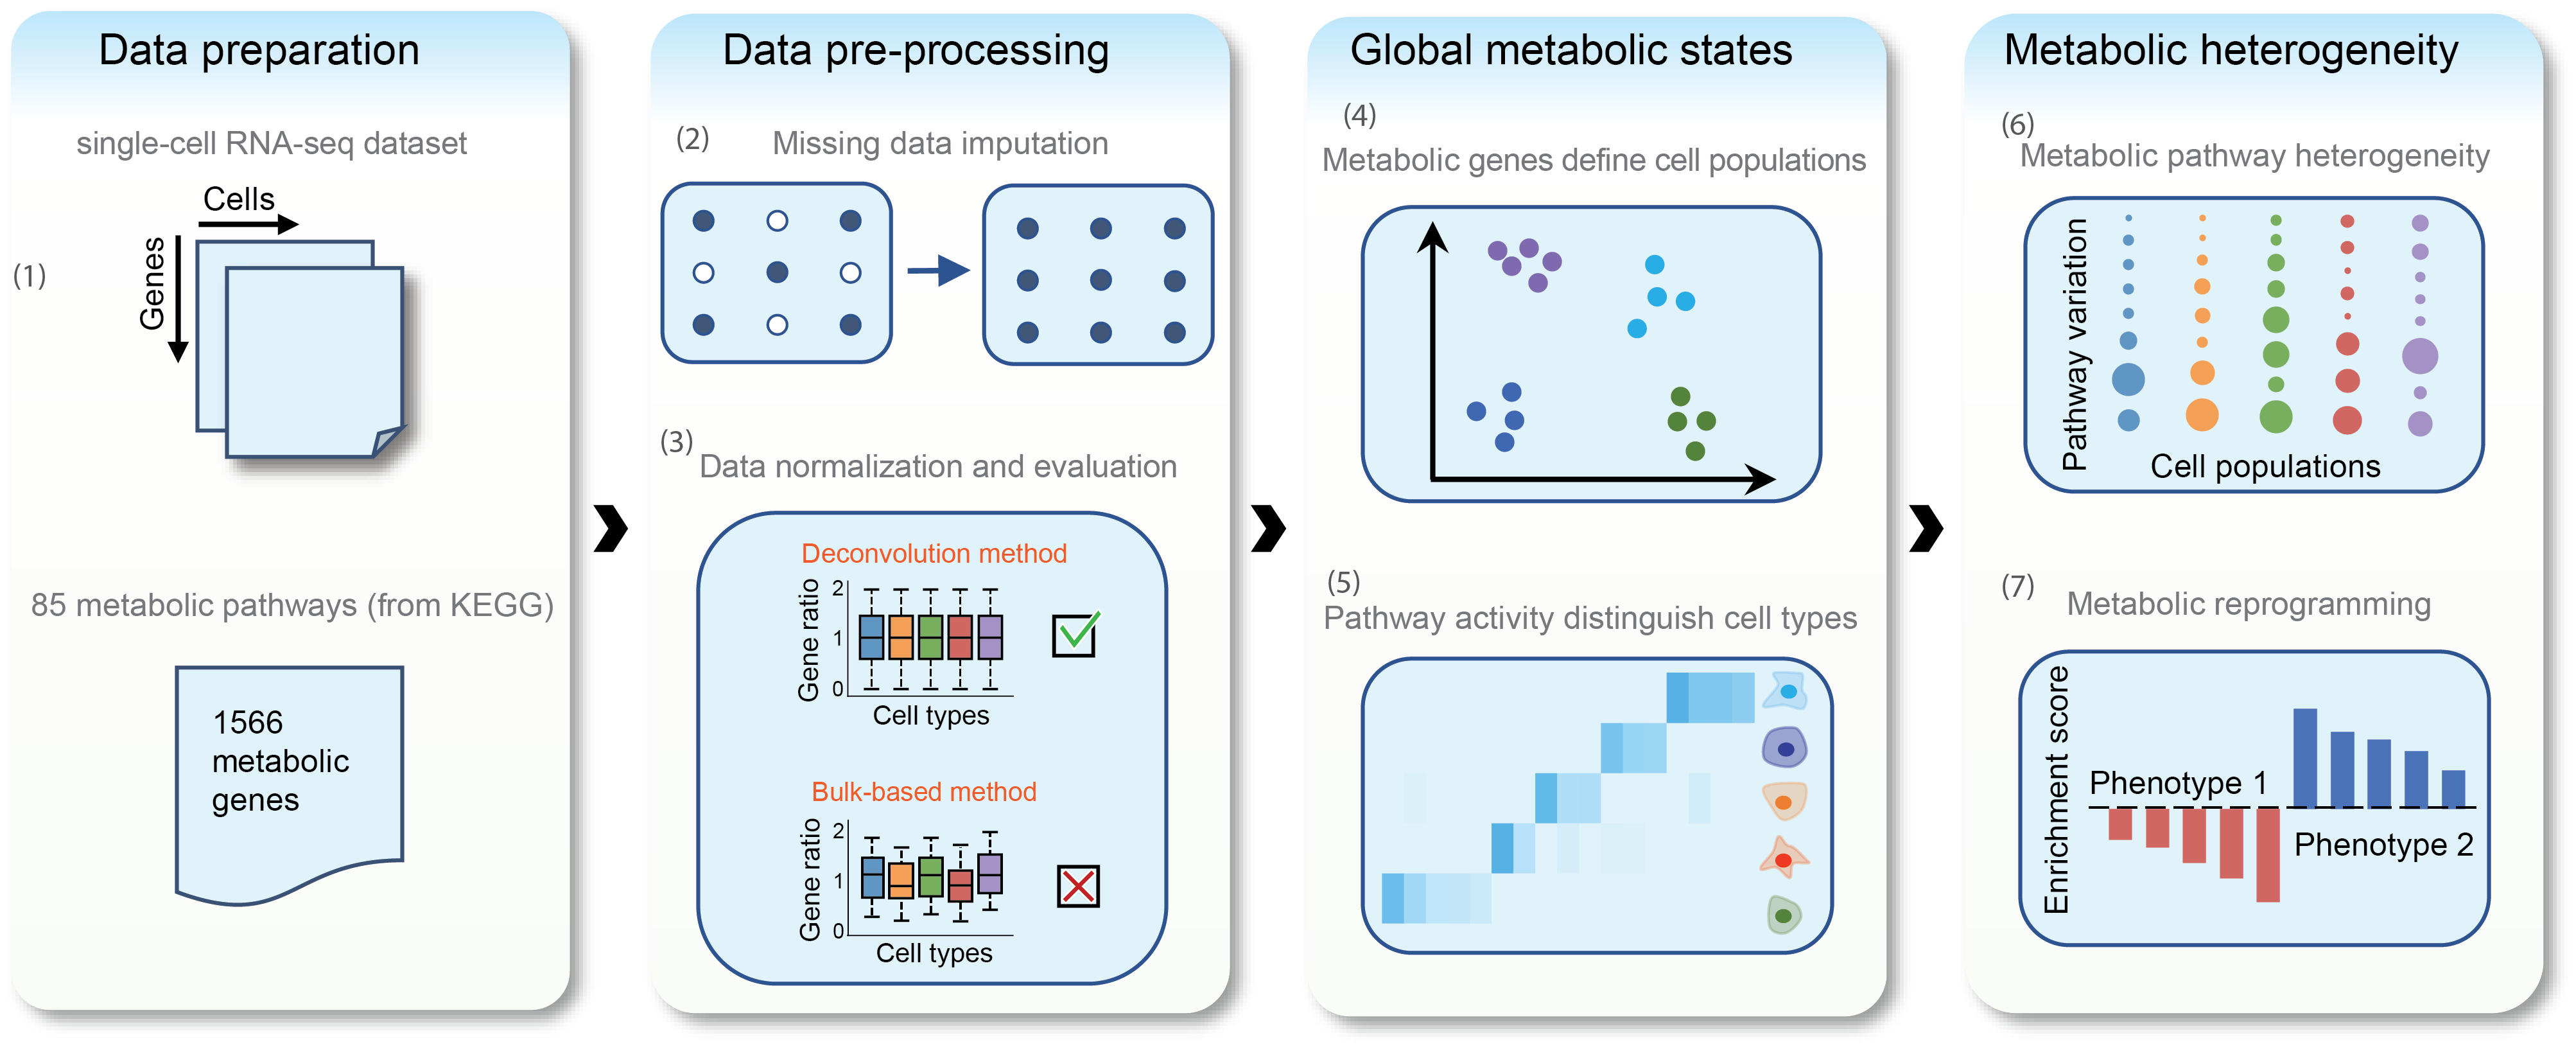 Data preparation
single-cell RNA-seq dataset
Cells
Genes
(1)
85 metabolic pathways (from KEGG)
1566
metabolic
genes
Data pre-processing
(2)
Missing data imputation
(3)
Data normalization and evaluation
Deconvolution method
Gene ratio
2
1
0
Cell types
Bulk-based method
Gene ratio
2
1
0
Cell types
Global metabolic states
(4)
Metabolic genes define cell populations
(5)
Pathway activity distinguish cell types
Metabolic heterogeneity
(6)
Metabolic pathway heterogeneity
Pathway variation
Cell populations
(7)
Metabolic reprogramming
Enrichment score
Phenotype 1
Phenotype 2